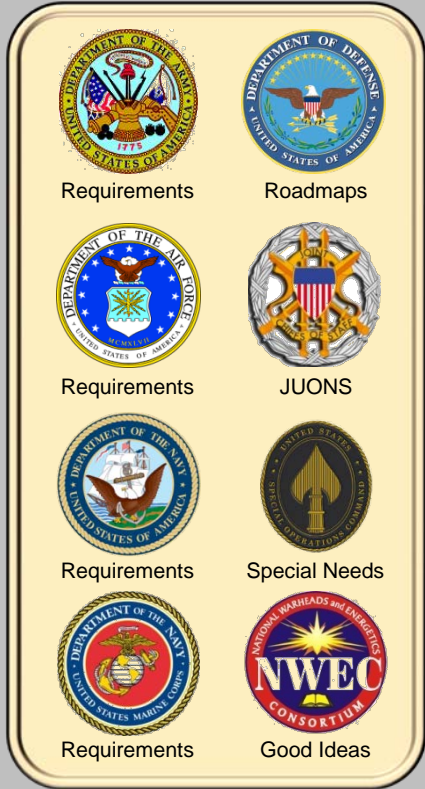 DEPARTMENT OF THE ARMY
1775
UNITED STATES OF AMERICA
Requirements
DEPARTMENT OF DEFENSE
UNITED STATES OF AMERICA
Roadmaps
DEPARTMENT OF THE AIR FORCE
MCMXLVII
UNITED STATES OF AMERICA
Requirements
JOINT
CHIEFS OF STAFF
JUONS
DEPARTMENT OF THE NAVY
UNITED STATES OF AMERICA
Requirements
UNITED STATES
SPECIAL OPERATIONS COMMAND
Special Needs
DEPARTMENT OF THE NAVY
UNITED STATES MARINE CORPS
Requirements
NATIONAL WARHEADS and ENERGETICS
NWEC
CONSORTIUM
Good Ideas